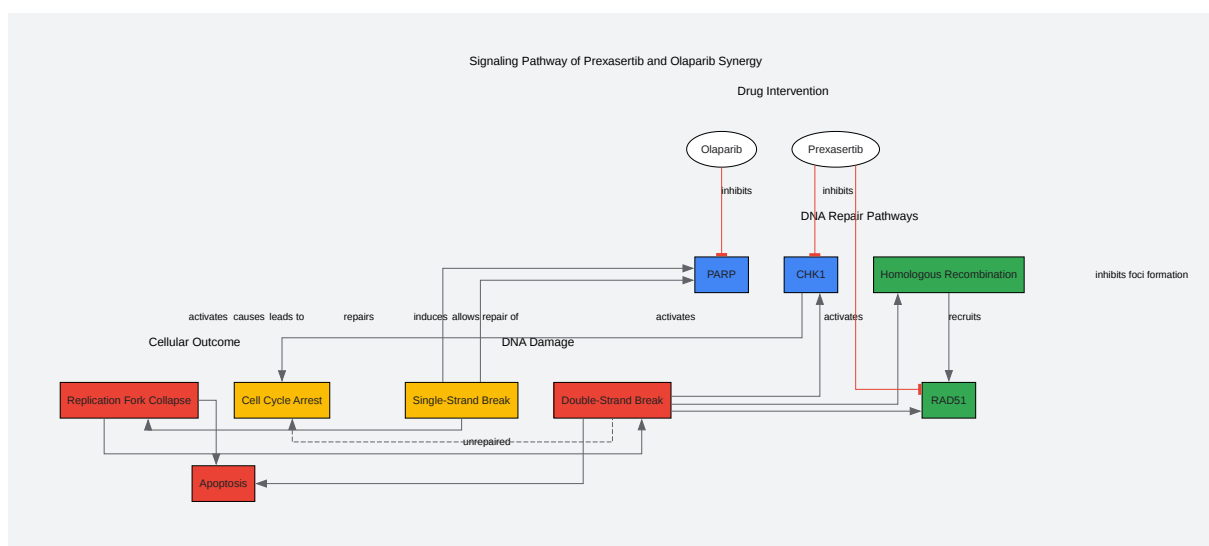 Signaling Pathway of Prexasertib and Olaparib Synergy
Drug Intervention
Olaparib
Prexasertib
inhibits
inhibits
DNA Repair Pathways
PARP
CHK1
Homologous Recombination
inhibits foci formation
activates
causes
leads to
repairs
induces
allows repair of
activates
activates
recruits
Cellular Outcome
DNA Damage
Replication Fork Collapse
Cell Cycle Arrest
Single-Strand Break
Double-Strand Break
RAD51
unrepaired
Apoptosis